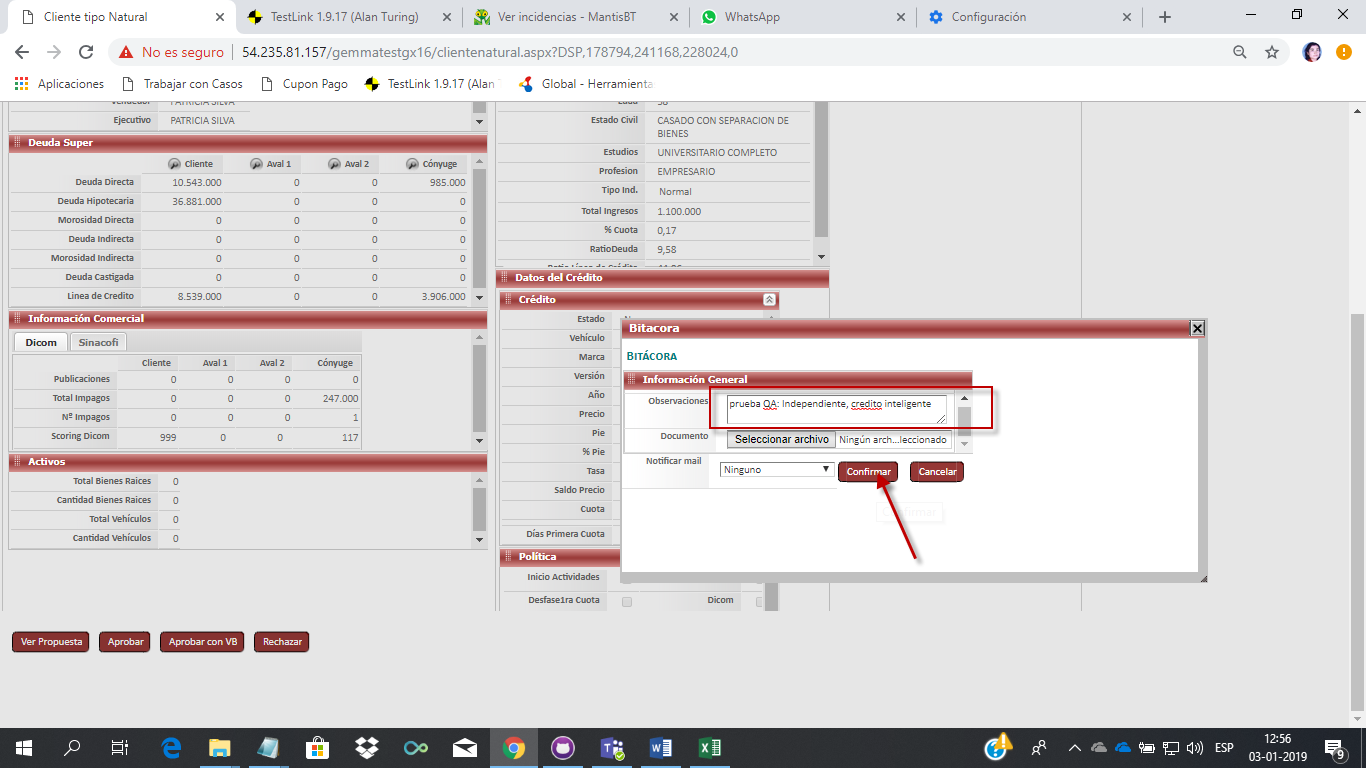 Cliente tipo Natural
TestLink 1.9.17 (Alan Turing)
Ver incidencias - MantisBT
WhatsApp
Configuración
No es seguro | 54.235.81.157/gemmatestgx16/clientenatural.aspx?DSP,178794,241168,228024,0
Aplicaciones
Trabajar con Casos
Cupon Pago
TestLink 1.9.17 (Alan
Global - Herramienta
Vendedor PATRICIA SILVA
Ejecutivo PATRICIA SILVA
Deuda Super
Cliente Aval 1 Aval 2 Cónyuge
Deuda Directa 10.543.000 0 0 985.000
Deuda Hipotecaria 36.881.000 0 0 0
Morosidad Directa 0 0 0 0
Deuda Indirecta 0 0 0 0
Morosidad Indirecta 0 0 0 0
Deuda Castigada 0 0 0 0
Linea de Credito 8.539.000 0 0 3.906.000
Información Comercial
Dicom Sinacofi
Cliente Aval 1 Aval 2 Cónyuge
Publicaciones 0 0 0 0
Total Impagos 0 0 0 247.000
Nº Impagos 0 0 0 1
Scoring Dicom 999 0 0 117
Activos
Total Bienes Raices 0
Cantidad Bienes Raices 0
Total Vehículos 0
Cantidad Vehículos 0
Edad 58
Estado Civil CASADO CON SEPARACION DE
BIENES
Estudios UNIVERSITARIO COMPLETO
Profesion EMPRESARIO
Tipo Ind. Normal
Total Ingresos 1.100.000
% Cuota 0,17
RatioDeuda 9,58
Ratio Línea de Crédito
Datos del Crédito
Crédito
Estado
Vehículo
Marca
Versión
Año
Precio
Pie
% Pie
Tasa
Saldo Precio
Cuota
Días Primera Cuota
Política
Inicio Actividades
Desfase1ra Cuota Dicom
Bitacora
BITÁCORA
Información General
Observaciones prueba QA: Independiente, credito inteligente
Documento Seleccionar archivo Ningún arch...leccionado
Notificar mail Ninguno Confirmar Cancelar
Ver Propuesta Aprobar Aprobar con VB Rechazar
ESP
12:56
03-01-2019
9